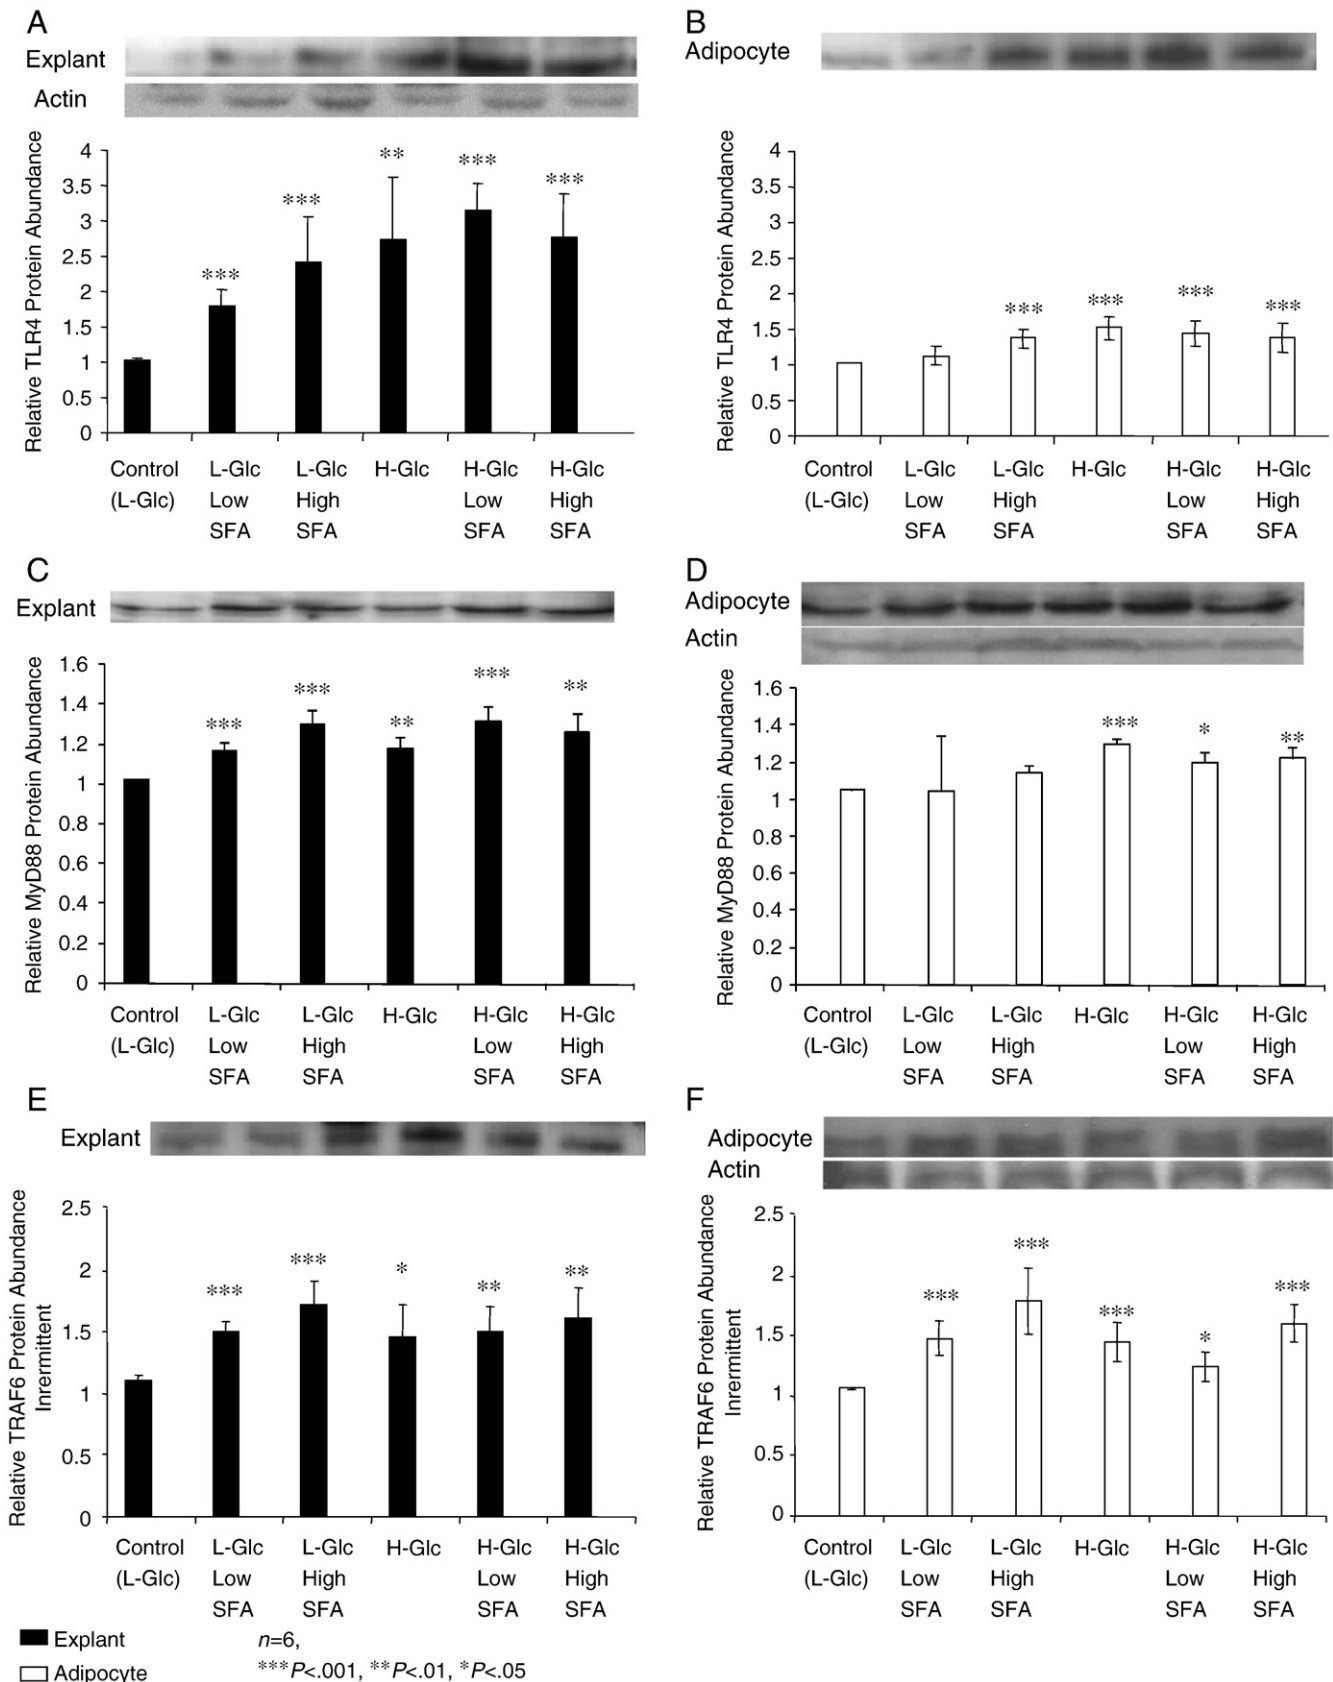 A
Explant
Actin
Relative TLR4 Protein Abundance
4
3.5
3
2.5
2
1.5
1
0.5
0
*** *** ** *** ***
Control L-Glc L-Glc H-Glc H-Glc H-Glc
(L-Glc) Low High Low High
SFA SFA SFA SFA
B
Adipocyte
Relative TLR4 Protein Abundance
4
3.5
3
2.5
2
1.5
1
0.5
0
*** *** *** ***
Control L-Glc L-Glc H-Glc H-Glc H-Glc
(L-Glc) Low High Low High
SFA SFA SFA SFA
C
Explant
Relative MyD88 Protein Abundance
1.6
1.4
1.2
1
0.8
0.6
0.4
0.2
0
*** *** ** *** **
Control L-Glc L-Glc H-Glc H-Glc H-Glc
(L-Glc) Low High Low High
SFA SFA SFA SFA
D
Adipocyte
Actin
Relative MyD88 Protein Abundance
1.6
1.4
1.2
1
0.8
0.6
0.4
0.2
0
*** * **
Control L-Glc L-Glc H-Glc H-Glc H-Glc
(L-Glc) Low High Low High
SFA SFA SFA SFA
E
Explant
Relative TRAF6 Protein Abundance
Inrermittent
2.5
2
1.5
1
0.5
0
*** *** * ** **
Control L-Glc L-Glc H-Glc H-Glc H-Glc
(L-Glc) Low High Low High
SFA SFA SFA SFA
F
Adipocyte
Actin
Relative TRAF6 Protein Abundance
Inrermittent
2.5
2
1.5
1
0.5
0
*** *** *** * ***
Control L-Glc L-Glc H-Glc H-Glc H-Glc
(L-Glc) Low High Low High
SFA SFA SFA SFA
Explant n=6,
Adipocyte ***P<.001, **P<.01, *P<.05